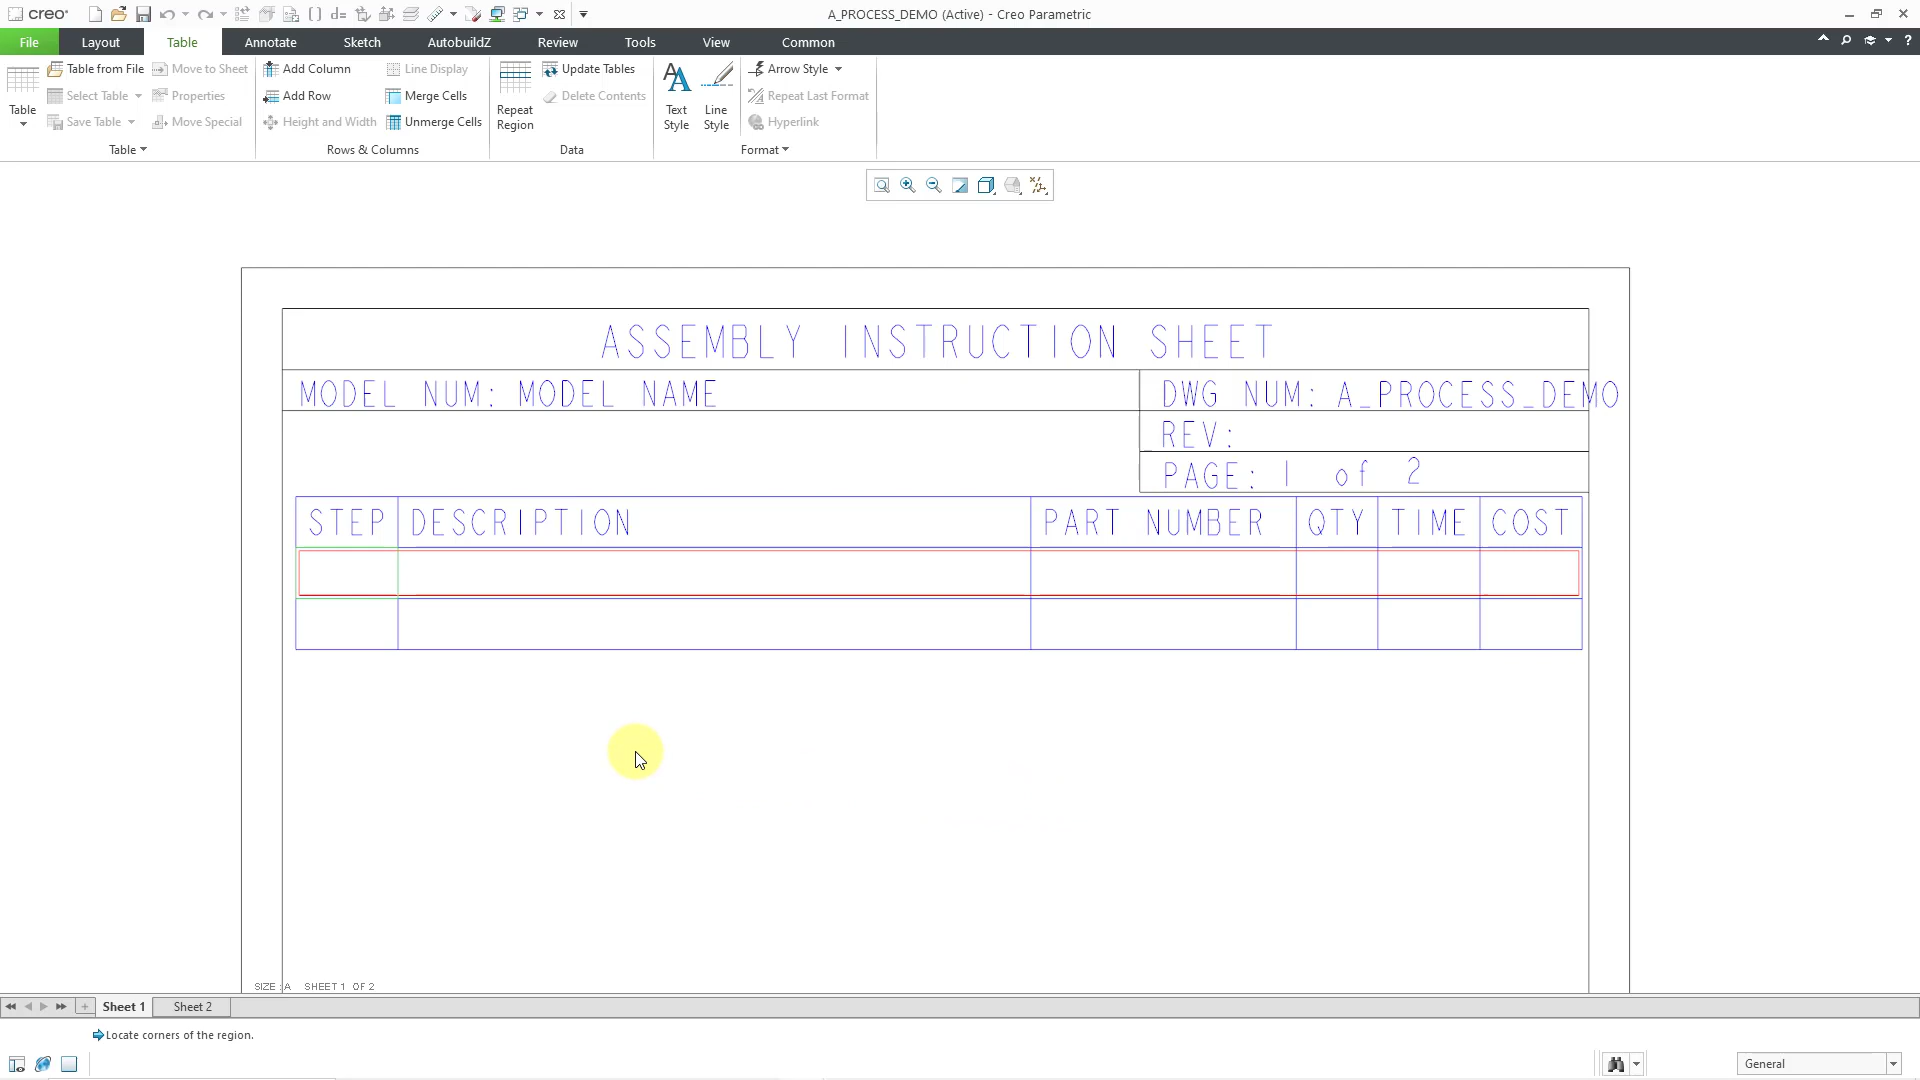 creo
A_PROCESS_DEMO (Active) - Creo Parametric
File Layout Table Annotate Sketch AutobuildZ Review Tools View Common
Table from File Move to Sheet Add Column Line Display Update Tables Arrow Style
Select Table Properties Add Row Merge Cells Delete Contents Repeat Last Format
Save Table Move Special Height and Width Unmerge Cells Hyperlink
Table Repeat Region Text Style Line Style
Table Rows & Columns Data Format
ASSEMBLY INSTRUCTION SHEET
MODEL NUM: MODEL NAME DWG NUM: A_PROCESS_DEMO
REV:
PAGE: 1 of 2
STEP DESCRIPTION PART NUMBER QTY TIME COST
SIZE : A SHEET 1 OF 2
Sheet 1 Sheet 2
Locate corners of the region.
General